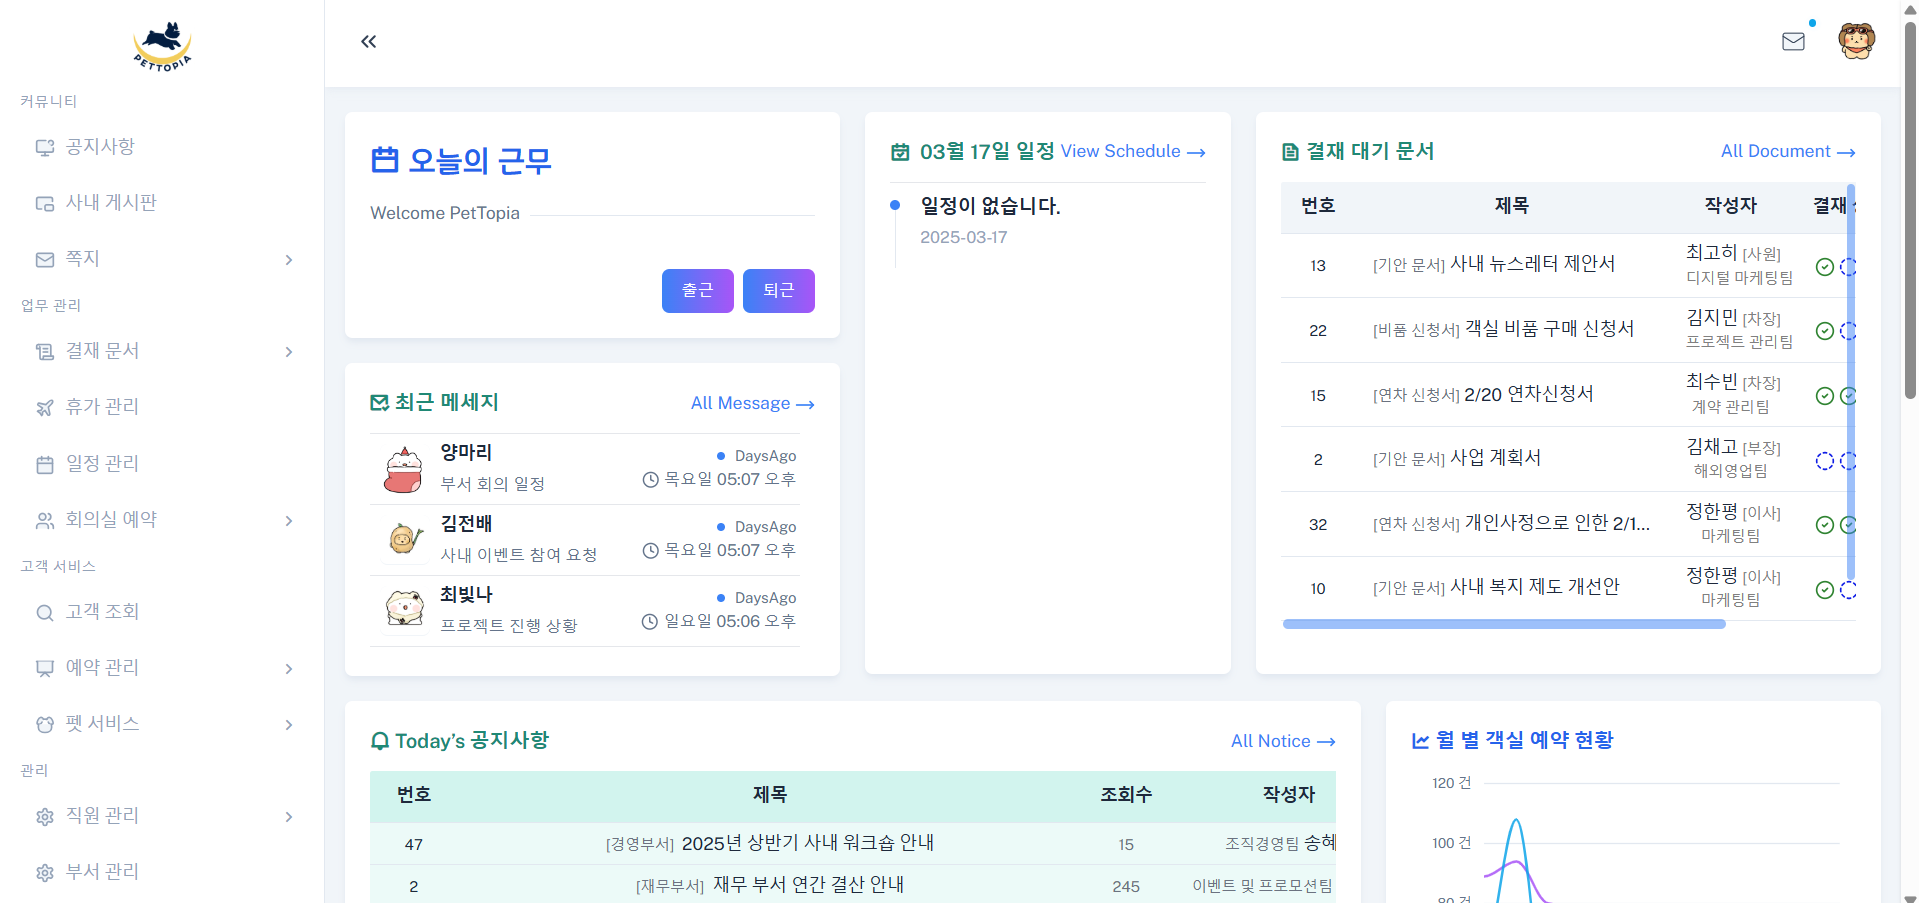 PETTOPIA
커뮤니티
공지사항
사내 게시판
쪽지
업무 관리
결재 문서
휴가 관리
일정 관리
회의실 예약
고객 서비스
고객 조회
예약 관리
펫 서비스
관리
직원 관리
부서 관리
오늘의 근무
Welcome PetTopia
출근 퇴근
최근 메세지 All Message
양마리 DaysAgo
부서 회의 일정 목요일 05:07 오후
김전배 DaysAgo
사내 이벤트 참여 요청 목요일 05:07 오후
최빛나 DaysAgo
프로젝트 진행 상황 일요일 05:06 오후
03월 17일 일정 View Schedule
일정이 없습니다.
2025-03-17
결재 대기 문서 All Document
번호 제목 작성자 결재
13 [기안 문서] 사내 뉴스레터 제안서 최고히 [사원]
디지털 마케팅팀
22 [비품 신청서] 객실 비품 구매 신청서 김지민 [차장]
프로젝트 관리팀
15 [연차 신청서] 2/20 연차신청서 최수빈 [차장]
계약 관리팀
2 [기안 문서] 사업 계획서 김채고 [부장]
해외영업팀
32 [연차 신청서] 개인사정으로 인한 2/1... 정한평 [이사]
마케팅팀
10 [기안 문서] 사내 복지 제도 개선안 정한평 [이사]
마케팅팀
Today's 공지사항 All Notice
번호 제목 조회수 작성자
47 [경영부서] 2025년 상반기 사내 워크숍 안내 15 조직경영팀 송혜
2 [재무부서] 재무 부서 연간 결산 안내 245 이벤트 및 프로모션팀
월 별 객실 예약 현황
120 건
100 건
80 건